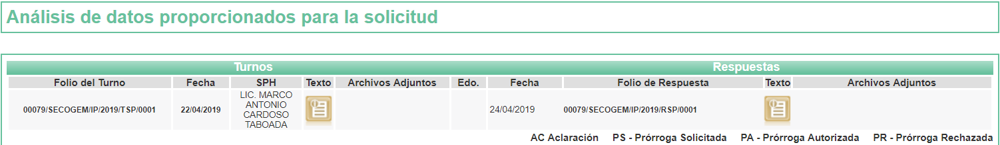 Análisis de datos proporcionados para la solicitud
Turnos Respuestas
Folio del Turno Fecha SPH Texto Archivos Adjuntos Edo. Fecha Folio de Respuesta Texto Archivos Adjuntos
00079/SECOGEM/IP/2019/TSP/0001 22/04/2019 LIC. MARCO
ANTONIO
CARDOSO
TABOADA
24/04/2019 00079/SECOGEM/IP/2019/RSP/0001
AC Aclaración PS - Prórroga Solicitada PA - Prórroga Autorizada PR - Prórroga Rechazada